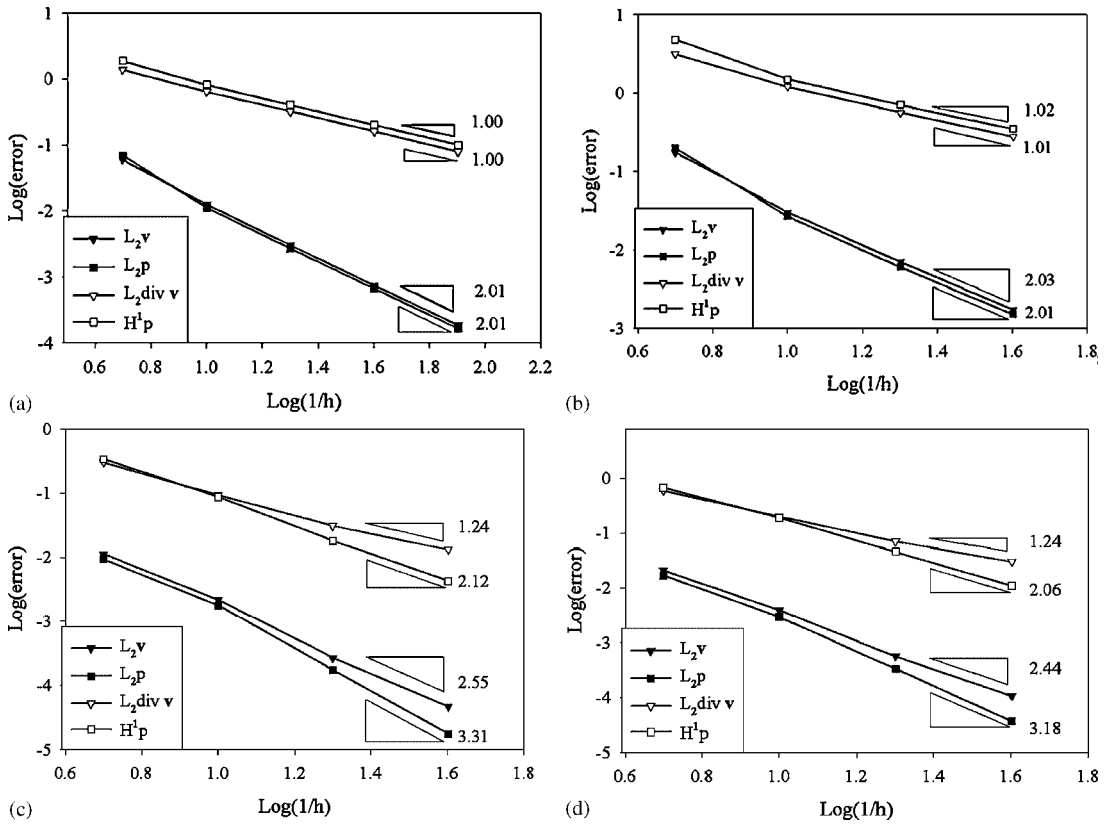 1
0
-1
-2
-3
-4
Log(error)
1.00
1.00
2.01
2.01
L₂v
L₂p
L₂div v
H¹p
0.6 0.8 1.0 1.2 1.4 1.6 1.8 2.0 2.2
Log(1/h)
(a)
1
0
-1
-2
-3
Log(error)
1.02
1.01
2.03
2.01
L₂v
L₂p
L₂div v
H¹p
0.6 0.8 1.0 1.2 1.4 1.6 1.8
Log(1/h)
(b)
0
-1
-2
-3
-4
-5
Log(error)
1.24
2.12
2.55
3.31
L₂v
L₂p
L₂div v
H¹p
0.6 0.8 1.0 1.2 1.4 1.6 1.8
Log(1/h)
(c)
0
-1
-2
-3
-4
-5
Log(error)
1.24
2.06
2.44
3.18
L₂v
L₂p
L₂div v
H¹p
0.6 0.8 1.0 1.2 1.4 1.6 1.8
Log(1/h)
(d)